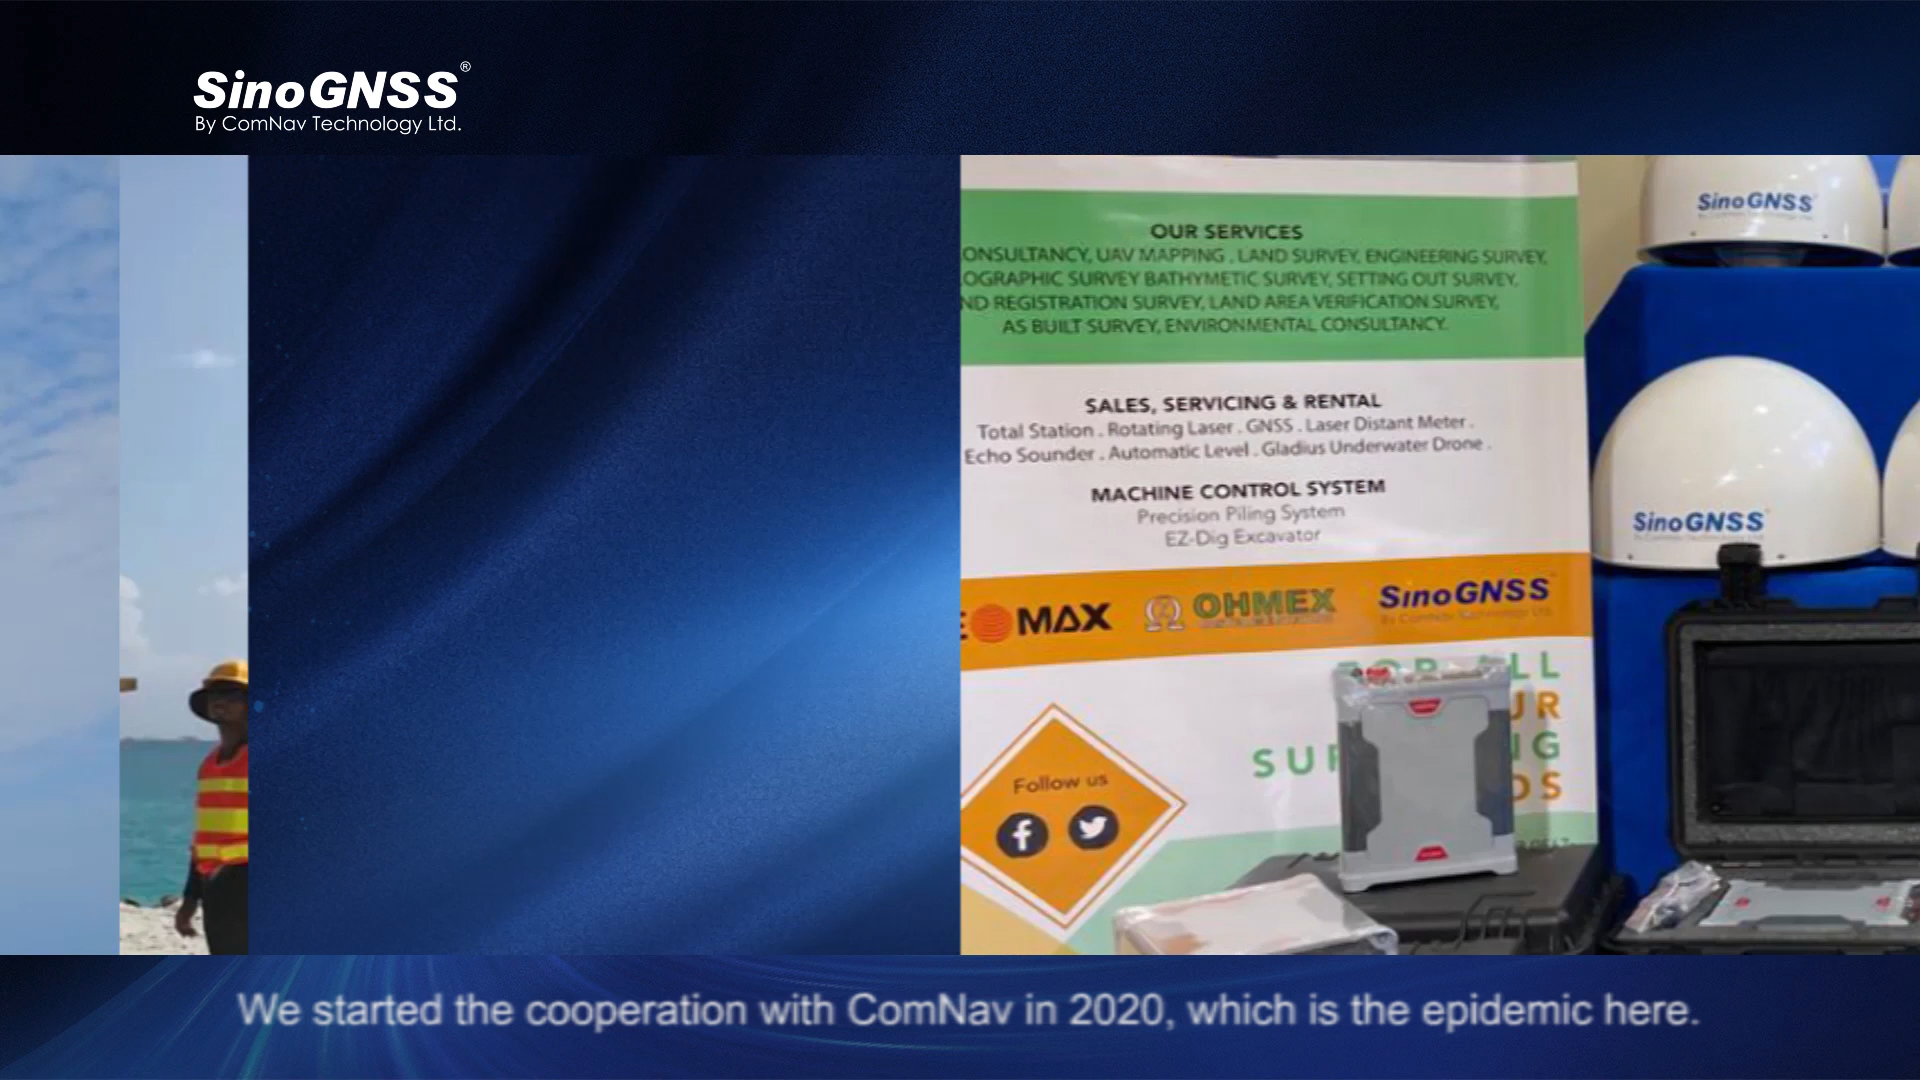 SinoGNSS®
By ComNav Technology Ltd.
OUR SERVICES
ONSULTANCY, UAV MAPPING . LAND SURVEY, ENGINEERING SURVEY,
OGRAPHIC SURVEY BATHYMETIC SURVEY, SETTING OUT SURVEY,
ND REGISTRATION SURVEY, LAND AREA VERIFICATION SURVEY,
AS BUILT SURVEY, ENVIRONMENTAL CONSULTANCY.
SALES, SERVICING & RENTAL
Total Station . Rotating Laser . GNSS . Laser Distant Meter .
Echo Sounder . Automatic Level . Gladius Underwater Drone .
MACHINE CONTROL SYSTEM
Precision Piling System
EZ-Dig Excavator
MAX OHMEX SinoGNSS
By ComNav Technology Ltd.
Follow us
SinoGNSS
SinoGNSS
We started the cooperation with ComNav in 2020, which is the epidemic here.